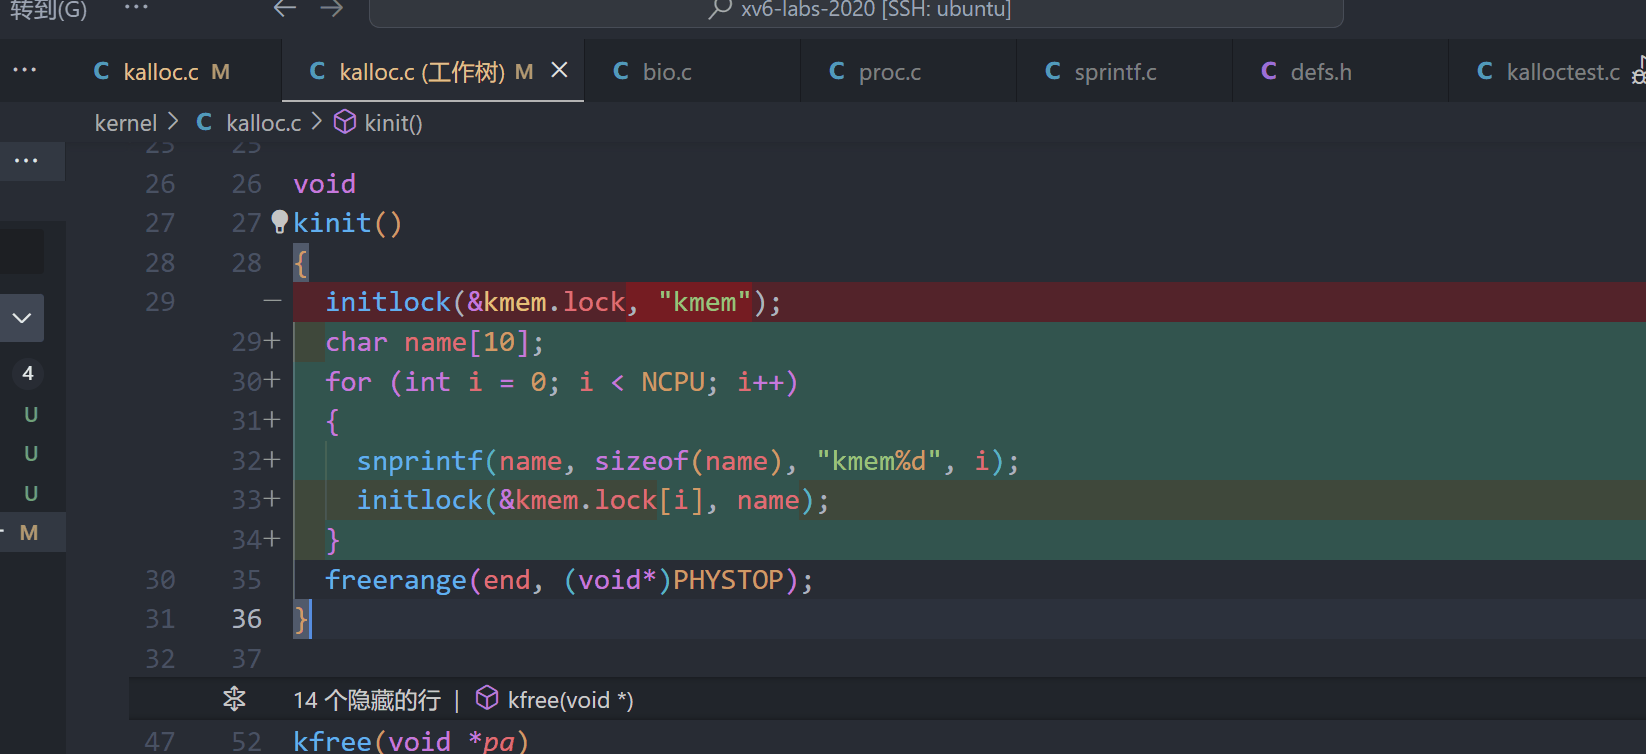 转到(G) ··· ← → xv6-labs-2020 [SSH: ubuntu]
··· C kalloc.c M C kalloc.c (工作树) M × C bio.c C proc.c C sprintf.c C defs.h C kalloctest.c
kernel > C kalloc.c > kinit()
25 25
26 26 void
27 27 kinit()
28 28 {
29 — initlock(&kmem.lock, "kmem");
29+ char name[10];
30+ for (int i = 0; i < NCPU; i++)
31+ {
32+ snprintf(name, sizeof(name), "kmem%d", i);
33+ initlock(&kmem.lock[i], name);
34+ }
30 35 freerange(end, (void*)PHYSTOP);
31 36 }
32 37
14 个隐藏的行 | kfree(void *)
47 52 kfree(void *pa)
···
4
U
U
U
M